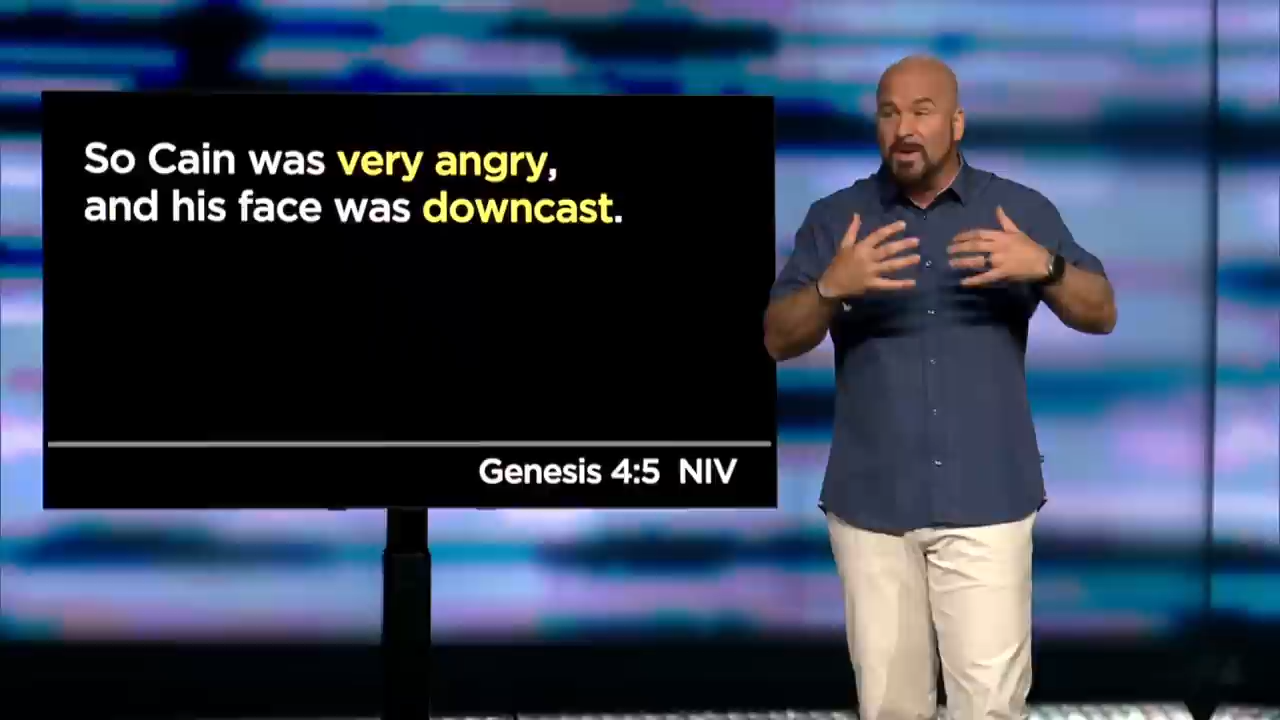 So Cain was very angry,
and his face was downcast.
Genesis 4:5 NIV